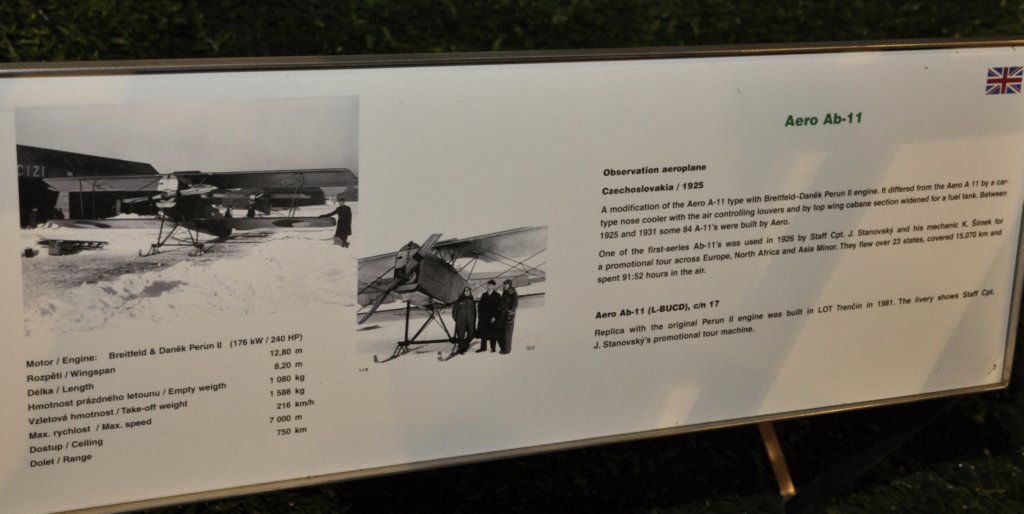 CIZI
Motor / Engine: Breitfeld & Daněk Perun II (176 kW / 240 HP)
Rozpětí / Wingspan 12,80 m
Délka / Length 8,20 m
Hmotnost prázdného letounu / Empty weigth 1 080 kg
Vzletová hmotnost / Take-off weight 1 588 kg
Max. rychlost / Max. speed 216 km/h
Dostup / Ceiling 7 000 m
Dolet / Range 750 km
Aero Ab-11
Observation aeroplane
Czechoslovakia / 1925
A modification of the Aero A-11 type with Breitfeld-Daněk Perun II engine. It differed from the Aero A 11 by a car-
type nose cooler with the air controlling louvers and by top wing cabane section widened for a fuel tank. Between
1925 and 1931 some 84 A-11's were built by Aero.
One of the first-series Ab-11's was used in 1926 by Staff Cpt. J. Stanovský and his mechanic K. Šimek for
a promotional tour across Europe, North Africa and Asia Minor. They flew over 23 states, covered 15.070 km and
spent 91:52 hours in the air.
Aero Ab-11 (L-BUCD), c/n 17
Replica with the original Perun II engine was built in LOT Trenčín in 1981. The livery shows Staff Cpt.
J. Stanovský's promotional tour machine.